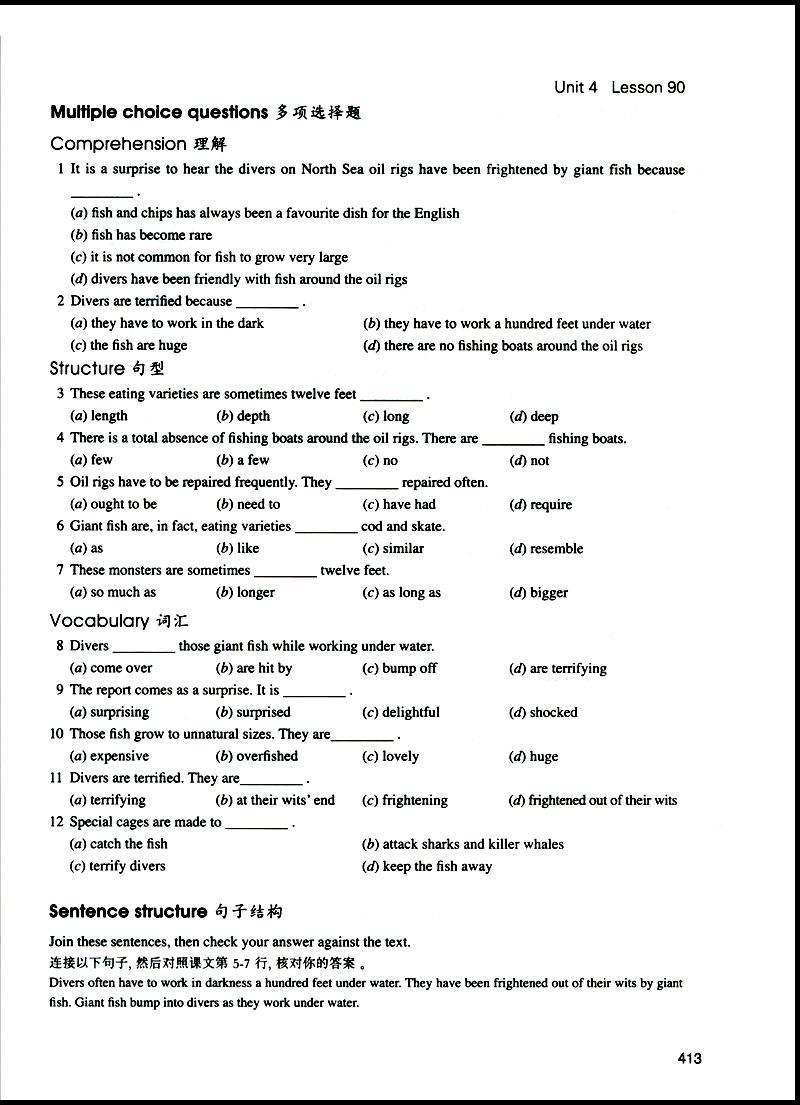 Unit 4 Lesson 90
Multiple choice questions 多项选择题
Comprehension 理解
1 It is a surprise to hear the divers on North Sea oil rigs have been frightened by giant fish because
________ .
(a) fish and chips has always been a favourite dish for the English
(b) fish has become rare
(c) it is not common for fish to grow very large
(d) divers have been friendly with fish around the oil rigs
2 Divers are terrified because ________ .
(a) they have to work in the dark (b) they have to work a hundred feet under water
(c) the fish are huge (d) there are no fishing boats around the oil rigs
Structure 句型
3 These eating varieties are sometimes twelve feet ________ .
(a) length (b) depth (c) long (d) deep
4 There is a total absence of fishing boats around the oil rigs. There are ________ fishing boats.
(a) few (b) a few (c) no (d) not
5 Oil rigs have to be repaired frequently. They ________ repaired often.
(a) ought to be (b) need to (c) have had (d) require
6 Giant fish are, in fact, eating varieties ________ cod and skate.
(a) as (b) like (c) similar (d) resemble
7 These monsters are sometimes ________ twelve feet.
(a) so much as (b) longer (c) as long as (d) bigger
Vocabulary 词汇
8 Divers ________ those giant fish while working under water.
(a) come over (b) are hit by (c) bump off (d) are terrifying
9 The report comes as a surprise. It is ________ .
(a) surprising (b) surprised (c) delightful (d) shocked
10 Those fish grow to unnatural sizes. They are________ .
(a) expensive (b) overfished (c) lovely (d) huge
11 Divers are terrified. They are________ .
(a) terrifying (b) at their wits' end (c) frightening (d) frightened out of their wits
12 Special cages are made to ________ .
(a) catch the fish (b) attack sharks and killer whales
(c) terrify divers (d) keep the fish away
Sentence structure 句子结构
Join these sentences, then check your answer against the text.
连接以下句子, 然后对照课文第 5-7 行, 核对你的答案 。
Divers often have to work in darkness a hundred feet under water. They have been frightened out of their wits by giant
fish. Giant fish bump into divers as they work under water.
413